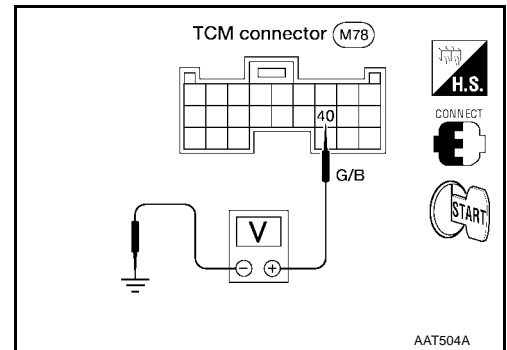 TCM connector M78
H.S.
CONNECT
40
G/B
START
V
- +
AAT504A